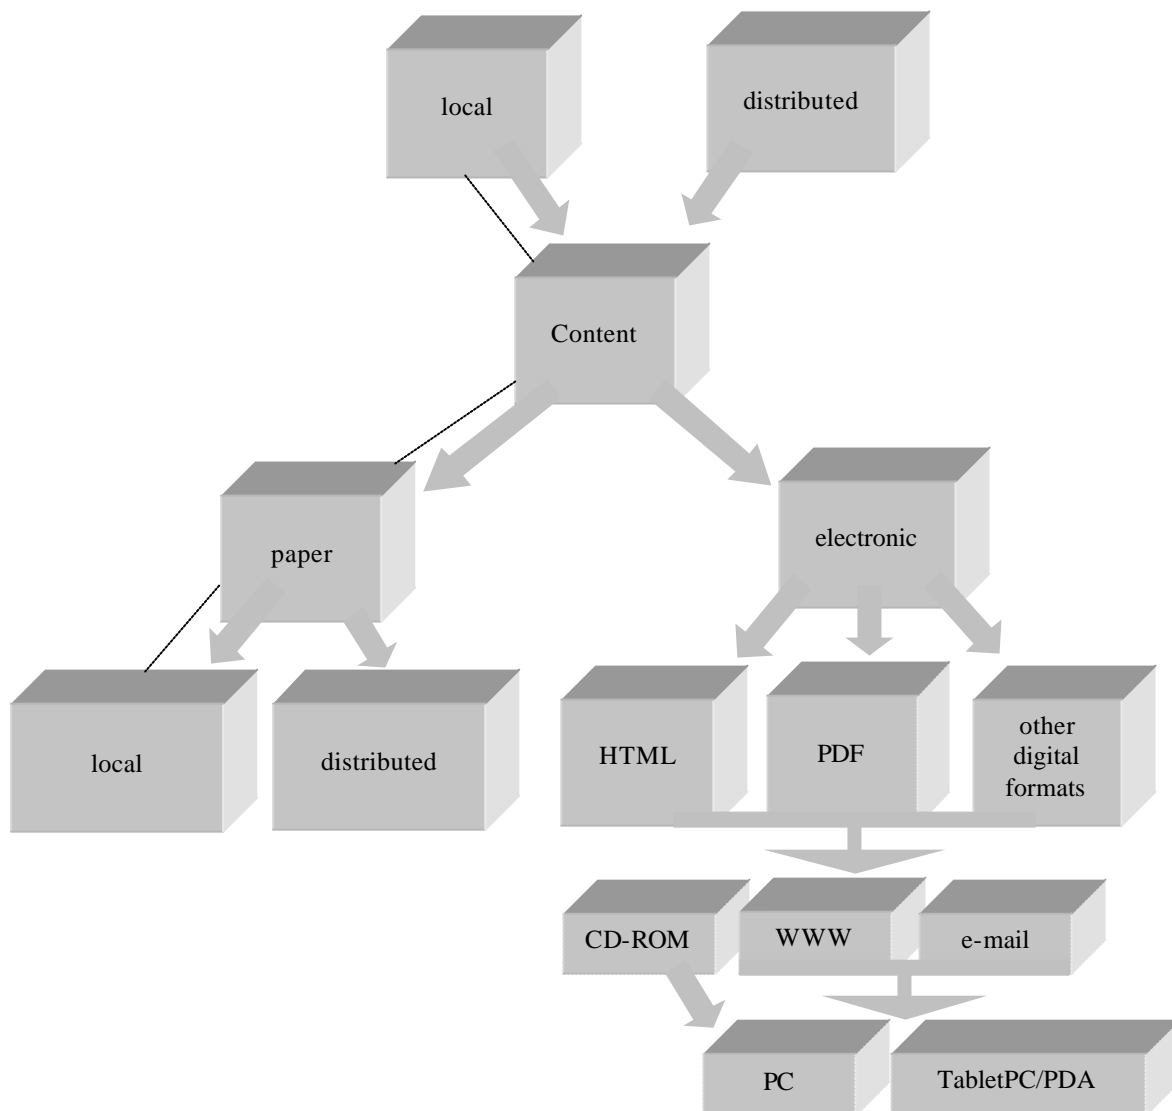 local
distributed
Content
paper
electronic
local
distributed
HTML
PDF
other
digital
formats
CD-ROM
WWW
e-mail
PC
TabletPC/PDA